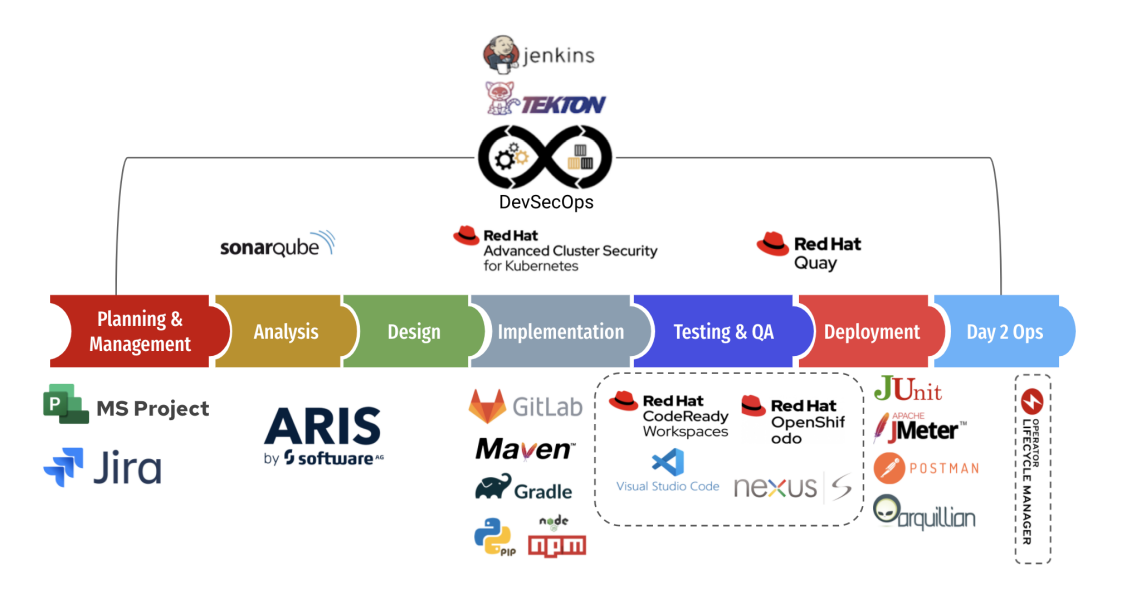 jenkins
TEKTON
DevSecOps
sonarqube
Red Hat
Advanced Cluster Security
for Kubernetes
Red Hat
Quay
Planning &
Management
Analysis
Design
Implementation
Testing & QA
Deployment
Day 2 Ops
P
MS Project
Jira
ARIS
by software AG
GitLab
Maven™
Gradle
PIP
node
npm
Red Hat
CodeReady
Workspaces
Red Hat
OpenShif
odo
Visual Studio Code
nexus | S
JUnit
APACHE
JMeter™
POSTMAN
arquillian
OPERATOR
LIFECYCLE MANAGER